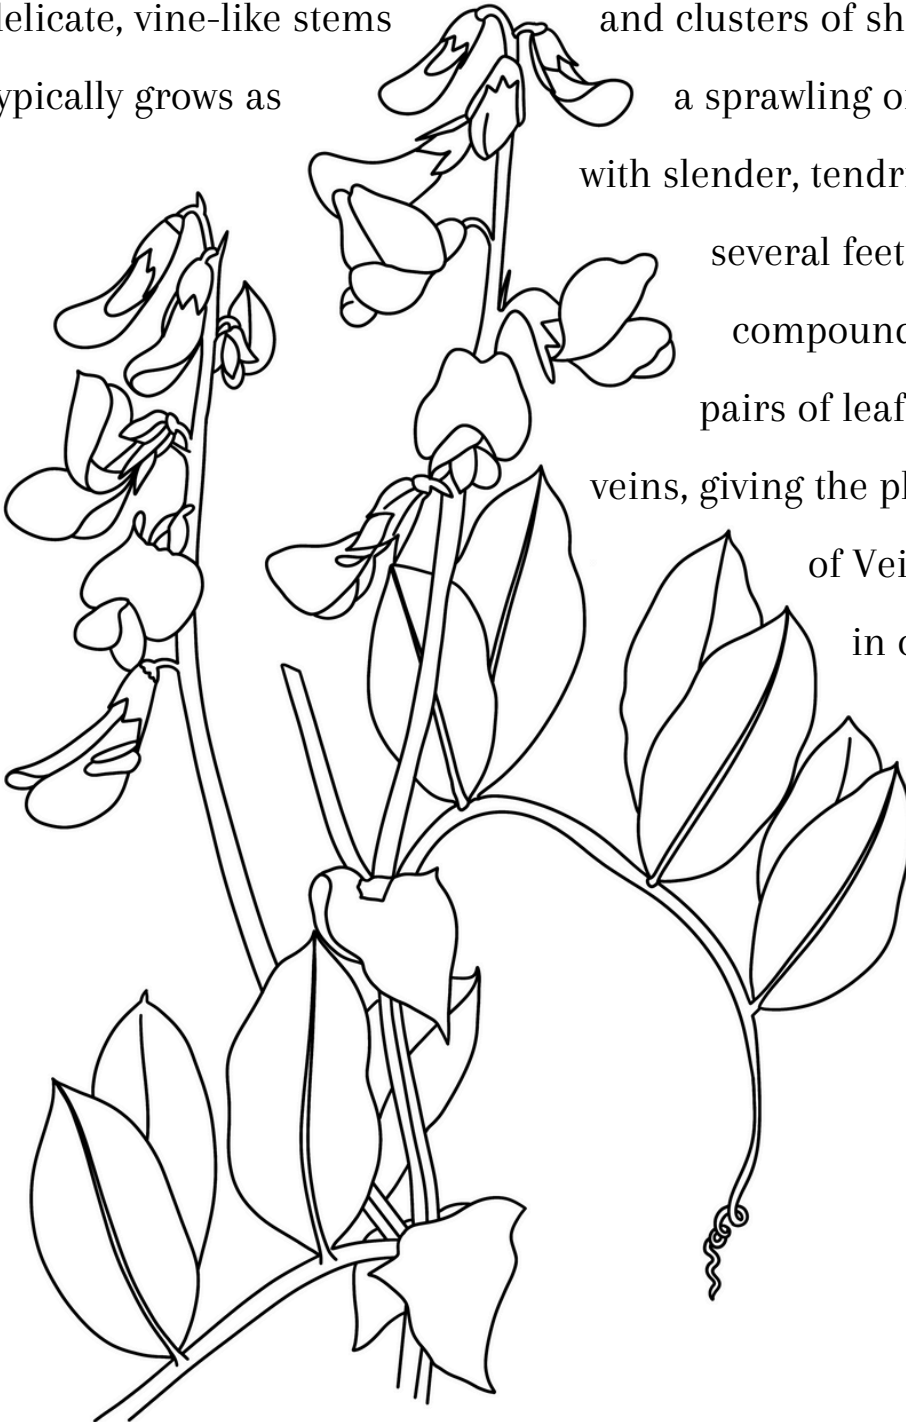 delicate, vine-like stems and clusters of sh
ypically grows as a sprawling or
with slender, tendr
several feet
compound
pairs of leaf
veins, giving the pl
of Vei
in